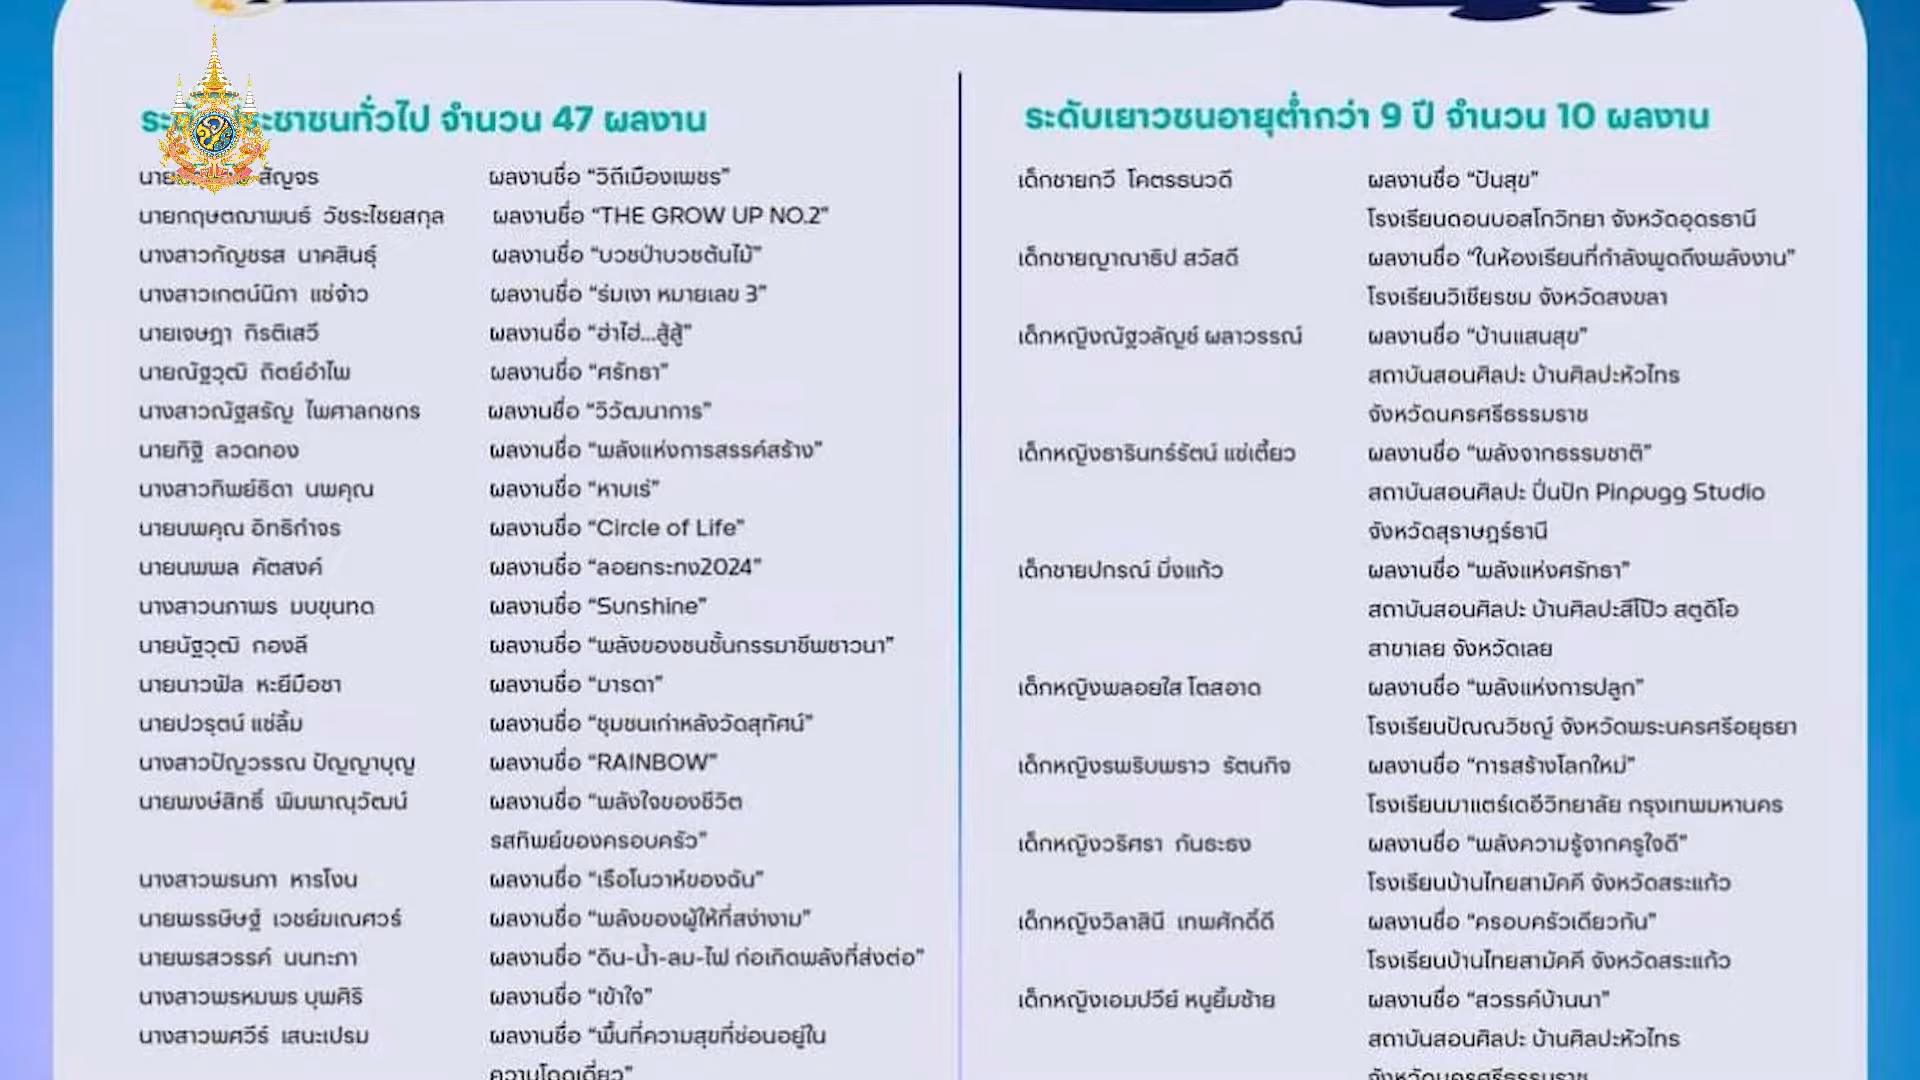 ประชาชนทั่วไป จำนวน 47 ผลงาน
สัญจร ผลงานชื่อ “วิถีเมืองเพชร”
นายกฤษตฌาพนธ์ วัชระไชยสกุล ผลงานชื่อ “THE GROW UP NO.2”
นางสาวกัญชรส นาคสินธุ์ ผลงานชื่อ “บวชป่าบวชต้นไม้”
นางสาวเกตน์นิภา แซ่จ๋าว ผลงานชื่อ “ร่มเงา หมายเลข 3”
นายเจษฎา กิรติเสวี ผลงานชื่อ “ฮ่าไฮ่...สู้สู้”
นายณัฐวุฒิ ถิตย์อำไพ ผลงานชื่อ “ศรัทธา”
นางสาวณัฐสรัญ ไพศาลกชกร ผลงานชื่อ “วิวัฒนาการ”
นายทิฐิ ลวดทอง ผลงานชื่อ “พลังแห่งการสรรค์สร้าง”
นางสาวทิพย์ธิดา นพคุณ ผลงานชื่อ “หาบเร่”
นายนพคุณ อิทธิกำจร ผลงานชื่อ “Circle of Life”
นายนพพล คัตสงค์ ผลงานชื่อ “ลอยกระทง2024”
นางสาวนภาพร มบขุนทด ผลงานชื่อ “Sunshine”
นายนัฐวุฒิ กองลี ผลงานชื่อ “พลังของชนชั้นกรรมาชีพชาวนา”
นายนาวฟัล หะยีมือซา ผลงานชื่อ “มารดา”
นายปวรุตน์ แซ่ลิ้ม ผลงานชื่อ “ชุมชนเก่าหลังวัดสุทัศน์”
นางสาวปัญวรรณ ปัญญาบุญ ผลงานชื่อ “RAINBOW”
นายพงษ์สิทธิ์ พิมพาณุวัฒน์ ผลงานชื่อ “พลังใจของชีวิต
รสทิพย์ของครอบครัว”
นางสาวพรนภา หารโงน ผลงานชื่อ “เรือโนวาห์ของฉัน”
นายพรรษิษฐ์ เวชย์ฆเณศวร์ ผลงานชื่อ “พลังของผู้ให้ที่สง่างาม”
นายพรสวรรค์ นนทะภา ผลงานชื่อ “ดิน-น้ำ-ลม-ไฟ ก่อเกิดพลังที่ส่งต่อ”
นางสาวพรหมพร บุพศิริ ผลงานชื่อ “เข้าใจ”
นางสาวพศวีร์ เสนะเปรม ผลงานชื่อ “พื้นที่ความสุขที่ซ่อนอยู่ใน
ความโดดเดี่ยว”
ระดับเยาวชนอายุต่ำกว่า 9 ปี จำนวน 10 ผลงาน
เด็กชายกวี โคตรธนวดี ผลงานชื่อ “ปันสุข”
โรงเรียนดอนบอสโกวิทยา จังหวัดอุดรธานี
เด็กชายญาณาธิป สวัสดี ผลงานชื่อ “ในห้องเรียนที่กำลังพูดถึงพลังงาน”
โรงเรียนวิเชียรชม จังหวัดสงขลา
เด็กหญิงณัฐวลัญช์ ผลาวรรณ์ ผลงานชื่อ “บ้านแสนสุข”
สถาบันสอนศิลปะ บ้านศิลปะหัวไทร
จังหวัดนครศรีธรรมราช
เด็กหญิงธารินทร์รัตน์ แซ่เตี้ยว ผลงานชื่อ “พลังจากธรรมชาติ”
สถาบันสอนศิลปะ ปิ่นปัก Pinpugg Studio
จังหวัดสุราษฎร์ธานี
เด็กชายปกรณ์ มิ่งแก้ว ผลงานชื่อ “พลังแห่งศรัทธา”
สถาบันสอนศิลปะ บ้านศิลปะสีโป๊ว สตูดิโอ
สาขาเลย จังหวัดเลย
เด็กหญิงพลอยใส โตสอาด ผลงานชื่อ “พลังแห่งการปลูก”
โรงเรียนปัณณวิชญ์ จังหวัดพระนครศรีอยุธยา
เด็กหญิงรพริบพราว รัตนกิจ ผลงานชื่อ “การสร้างโลกใหม่”
โรงเรียนมาแตร์เดอีวิทยาลัย กรุงเทพมหานคร
เด็กหญิงวริศรา กันธะธง ผลงานชื่อ “พลังความรู้จากครูใจดี”
โรงเรียนบ้านไทยสามัคคี จังหวัดสระแก้ว
เด็กหญิงวิลาสินี เทพศักดิ์ดี ผลงานชื่อ “ครอบครัวเดียวกัน”
โรงเรียนบ้านไทยสามัคคี จังหวัดสระแก้ว
เด็กหญิงเอมปวีย์ หนูยิ้มซ้าย ผลงานชื่อ “สวรรค์บ้านนา”
สถาบันสอนศิลปะ บ้านศิลปะหัวไทร
จังหวัดนครศรีธรรมราช